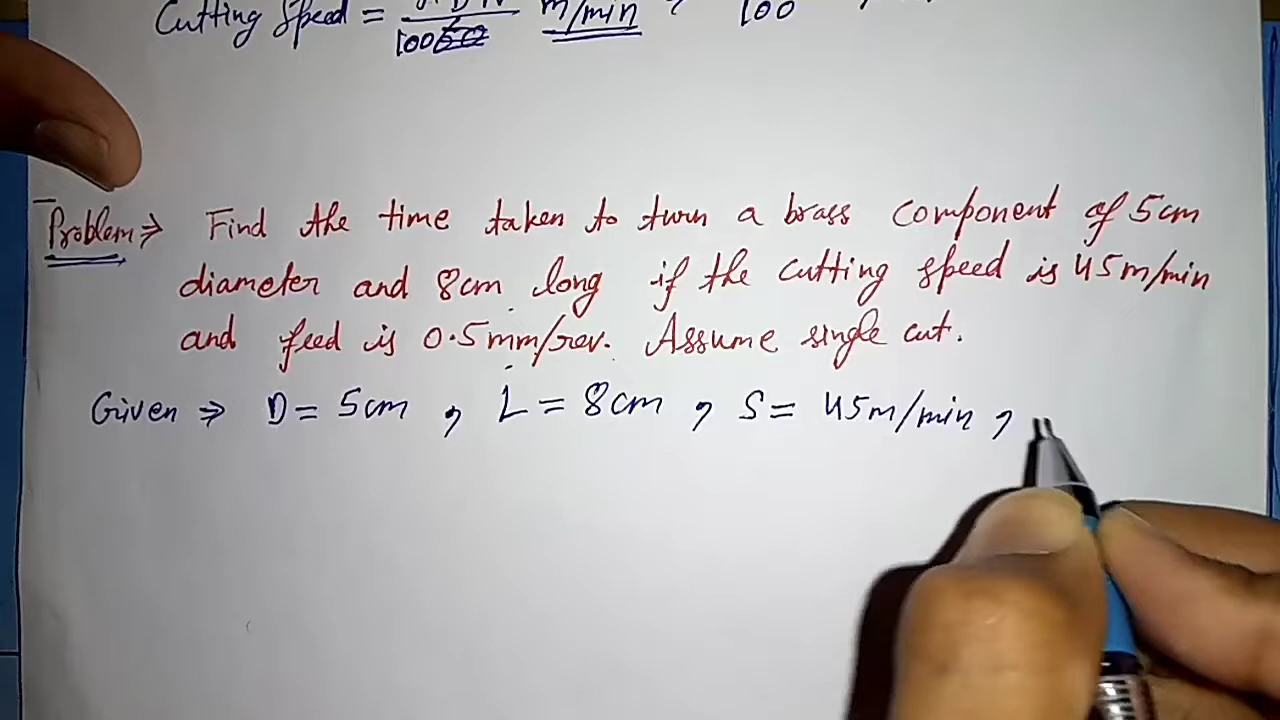 Cutting Speed = πDN/100 m/min , 100
Problem ⇒ Find the time taken to turn a brass component of 5cm
diameter and 8cm long if the cutting speed is 45m/min
and feed is 0.5mm/rev. Assume single cut.
Given ⇒ D = 5cm , L = 8cm , S = 45m/min ,